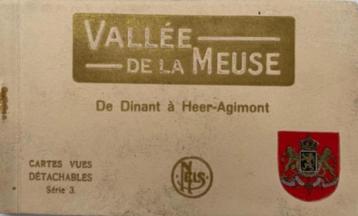 VALLÉE
DE LA MEUSE
De Dinant à Heer-Agimont
CARTES VUES
DÉTACHABLES
Série 3
NELS